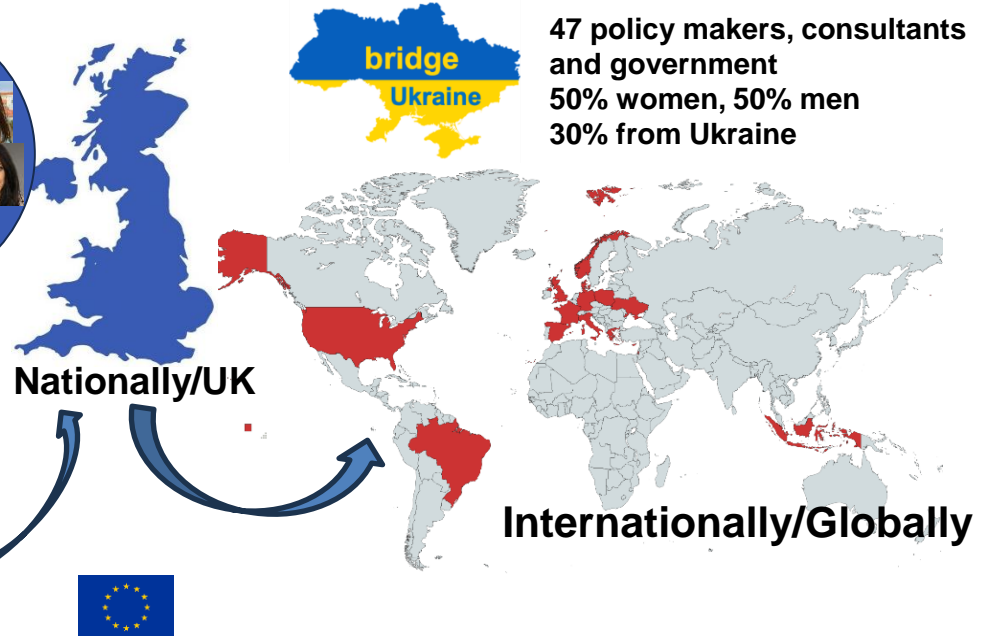 bridge
Ukraine
47 policy makers, consultants
and government
50% women, 50% men
30% from Ukraine
Nationally/UK
Internationally/Globally